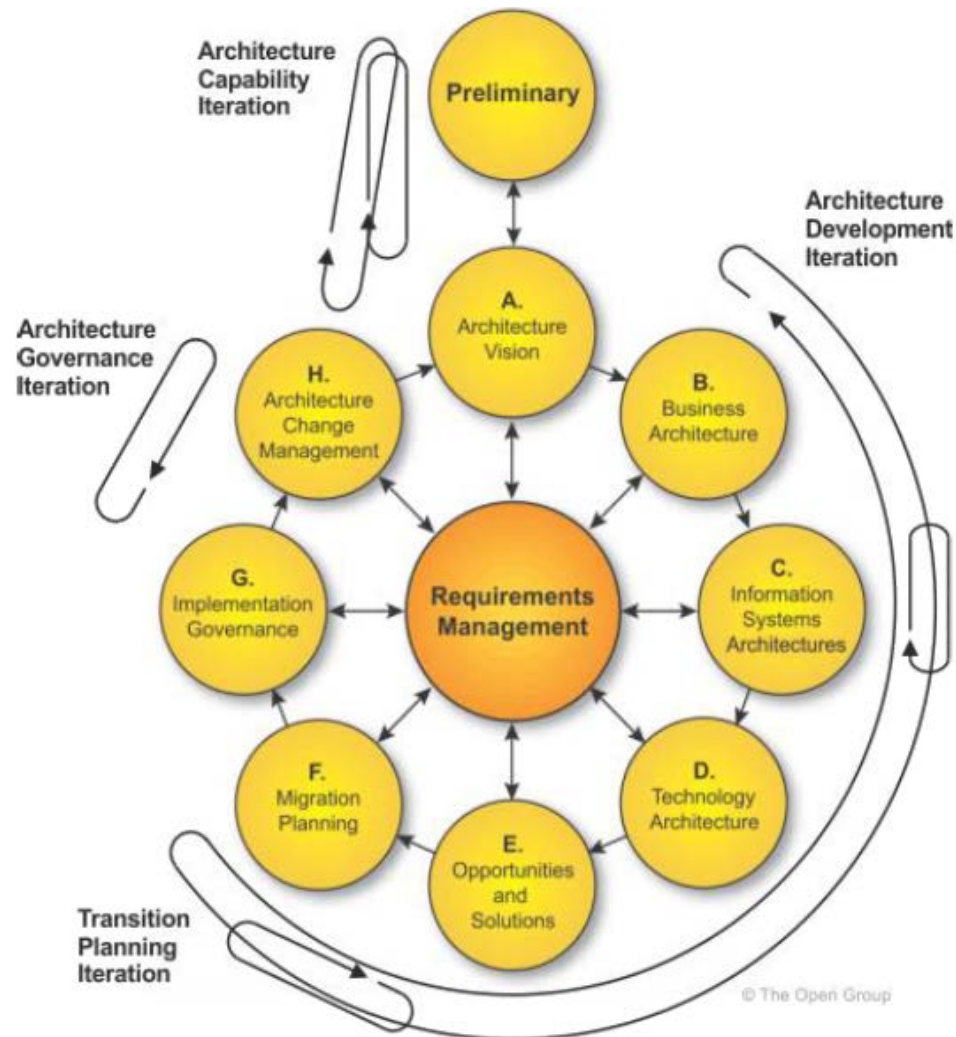 Architecture
Capability
Iteration
Preliminary
Architecture
Development
Iteration
A.
Architecture
Vision
Architecture
Governance
Iteration
H.
Architecture
Change
Management
B.
Business
Architecture
G.
Implementation
Governance
Requirements
Management
C.
Information
Systems
Architectures
F.
Migration
Planning
D.
Technology
Architecture
E.
Opportunities
and
Solutions
Transition
Planning
Iteration
© The Open Group